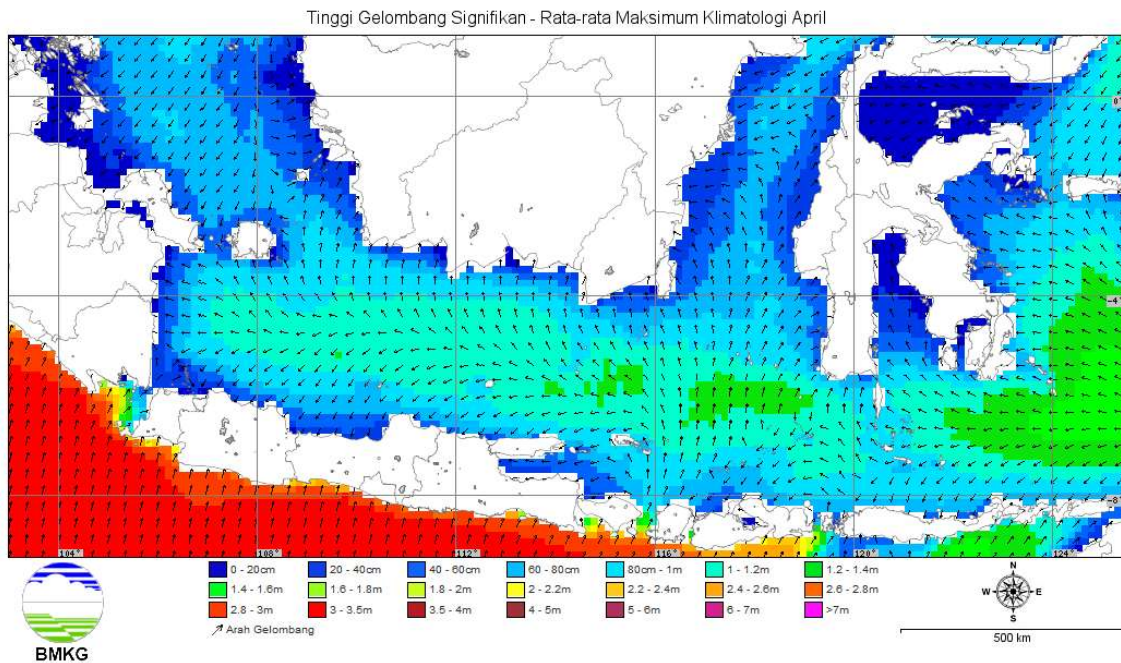 Tinggi Gelombang Signifikan - Rata-rata Maksimum Klimatologi April
0°
-4°
-8°
104° 108° 112° 116° 120° 124°
0 - 20cm 20 - 40cm 40 - 60cm 60 - 80cm 80cm - 1m 1 - 1.2m 1.2 - 1.4m
1.4 - 1.6m 1.6 - 1.8m 1.8 - 2m 2 - 2.2m 2.2 - 2.4m 2.4 - 2.6m 2.6 - 2.8m
2.8 - 3m 3 - 3.5m 3.5 - 4m 4 - 5m 5 - 6m 6 - 7m >7m
Arah Gelombang
BMKG
N
W E
S
500 km